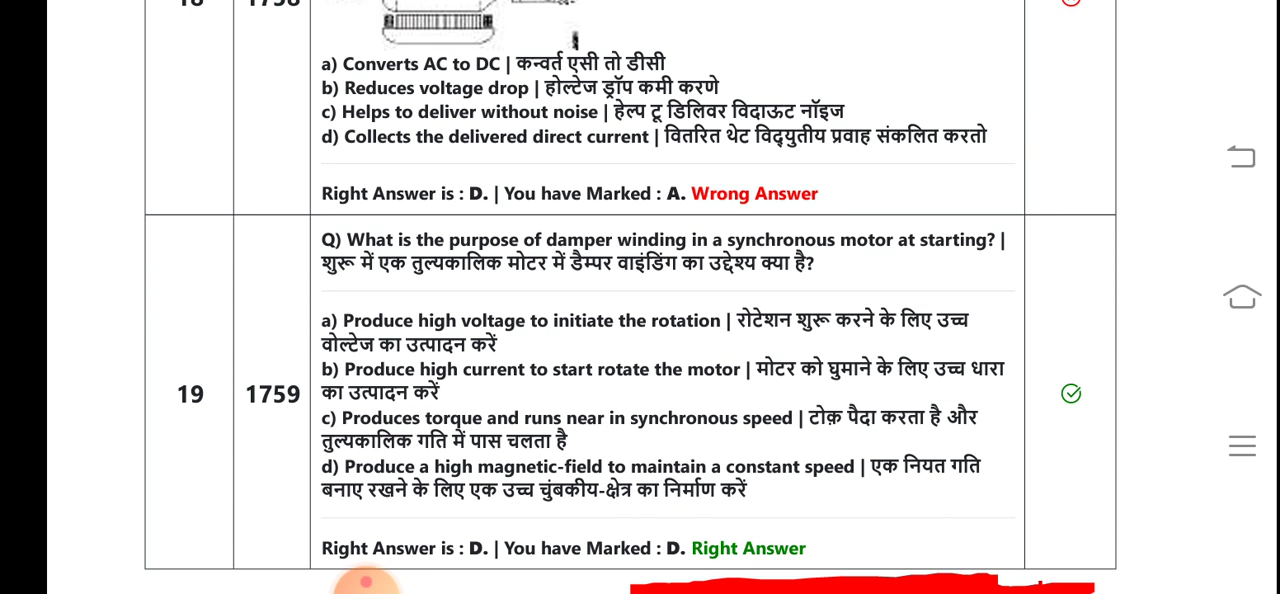 18
1758
a) Converts AC to DC | कन्वर्त एसी तो डीसी
b) Reduces voltage drop | होल्टेज ड्रॉप कमी करणे
c) Helps to deliver without noise | हेल्प टू डिलिवर विदाऊट नॉइज
d) Collects the delivered direct current | वितरित थेट विद्युतीय प्रवाह संकलित करतो
Right Answer is : D. | You have Marked : A. Wrong Answer
Q) What is the purpose of damper winding in a synchronous motor at starting? |
शुरू में एक तुल्यकालिक मोटर में डैम्पर वाइंडिंग का उद्देश्य क्या है?
a) Produce high voltage to initiate the rotation | रोटेशन शुरू करने के लिए उच्च
वोल्टेज का उत्पादन करें
b) Produce high current to start rotate the motor | मोटर को घुमाने के लिए उच्च धारा
का उत्पादन करें
19
1759
c) Produces torque and runs near in synchronous speed | टोक़ पैदा करता है और
तुल्यकालिक गति में पास चलता है
d) Produce a high magnetic-field to maintain a constant speed | एक नियत गति
बनाए रखने के लिए एक उच्च चुंबकीय-क्षेत्र का निर्माण करें
Right Answer is : D. | You have Marked : D. Right Answer